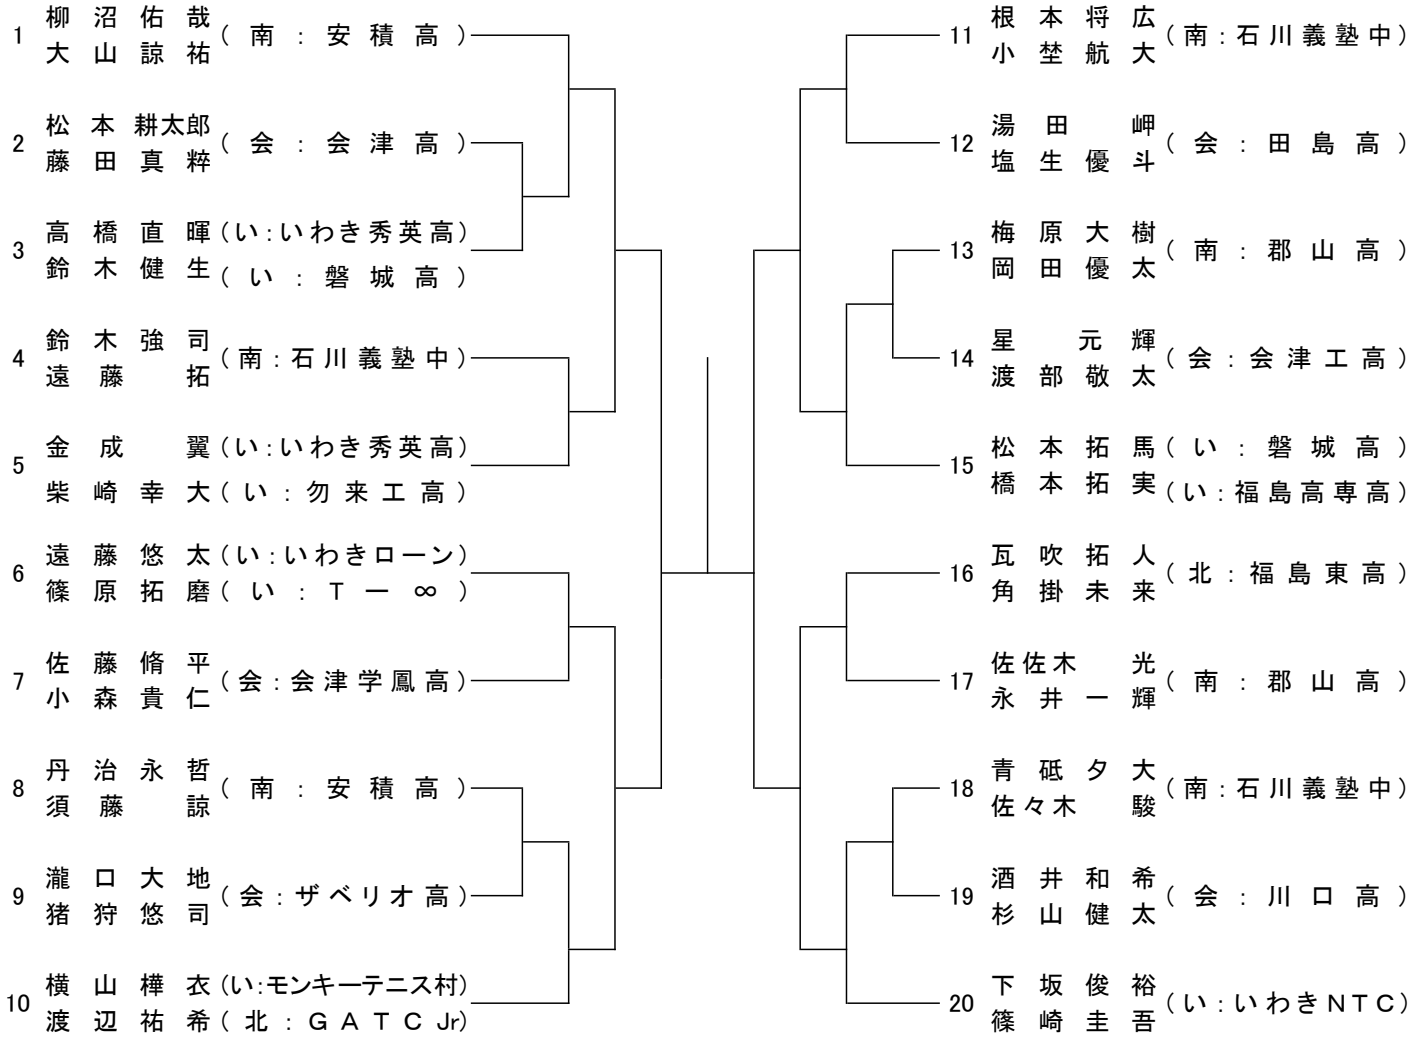 1 柳沼佑哉 (南:安積高)
大山諒祐
2 松本耕太郎 (会:会津高)
藤田真粹
3 高橋直暉 (い:いわき秀英高)
鈴木健生 (い:磐城高)
4 鈴木強司 (南:石川義塾中)
遠藤拓
5 金成翼 (い:いわき秀英高)
柴崎幸大 (い:勿来工高)
6 遠藤悠太 (い:いわきローン)
篠原拓磨 (い:Tー∞)
7 佐藤脩平 (会:会津学鳳高)
小森貴仁
8 丹治永哲 (南:安積高)
須藤諒
9 瀧口大地 (会:ザベリオ高)
猪狩悠司
10 横山樺衣 (い:モンキーテニス村)
渡辺祐希 (北:GATCJr)
11 根本将広 (南:石川義塾中)
小埜航大
12 湯田岬 (会:田島高)
塩生優斗
13 梅原大樹 (南:郡山高)
岡田優太
14 星元輝 (会:会津工高)
渡部敬太
15 松本拓馬 (い:磐城高)
橋本拓実 (い:福島高専高)
16 瓦吹拓人 (北:福島東高)
角掛未来
17 佐佐木光 (南:郡山高)
永井一輝
18 青砥夕大 (南:石川義塾中)
佐々木駿
19 酒井和希 (会:川口高)
杉山健太
20 下坂俊裕 (い:いわきNTC)
篠崎圭吾